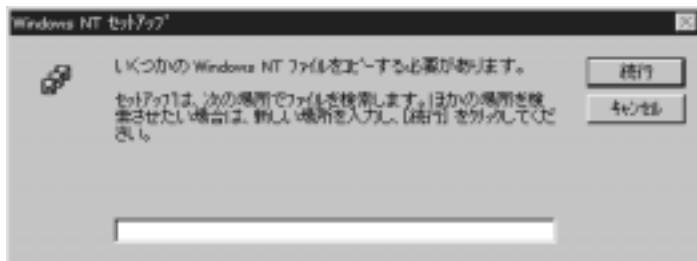 Windows NT セットアップ
いくつかの Windows NT ファイルをコピーする必要があります。
セットアップは、次の場所でファイルを検索します。ほかの場所を検
索させたい場合は、新しい場所を入力し、[続行] をクリックしてくだ
さい。
続行
キャンセル